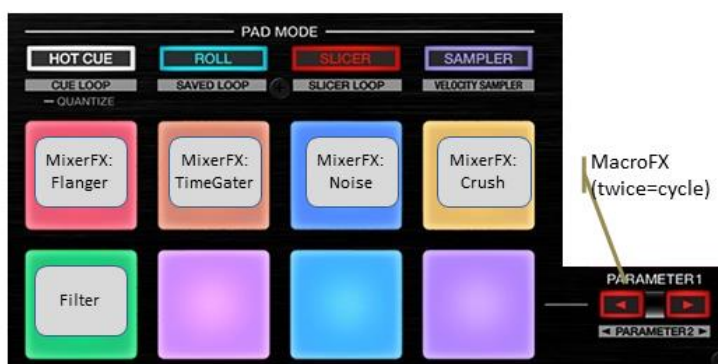 PAD MODE
HOT CUE ROLL SLICER SAMPLER
CUE LOOP SAVED LOOP SLICER LOOP VELOCITY SAMPLER
— QUANTIZE
MixerFX: MixerFX: MixerFX: MixerFX:
Flanger TimeGater Noise Crush
MacroFX
(twice=cycle)
Filter
PARAMETER1
◄ ►
◄ PARAMETER2 ►